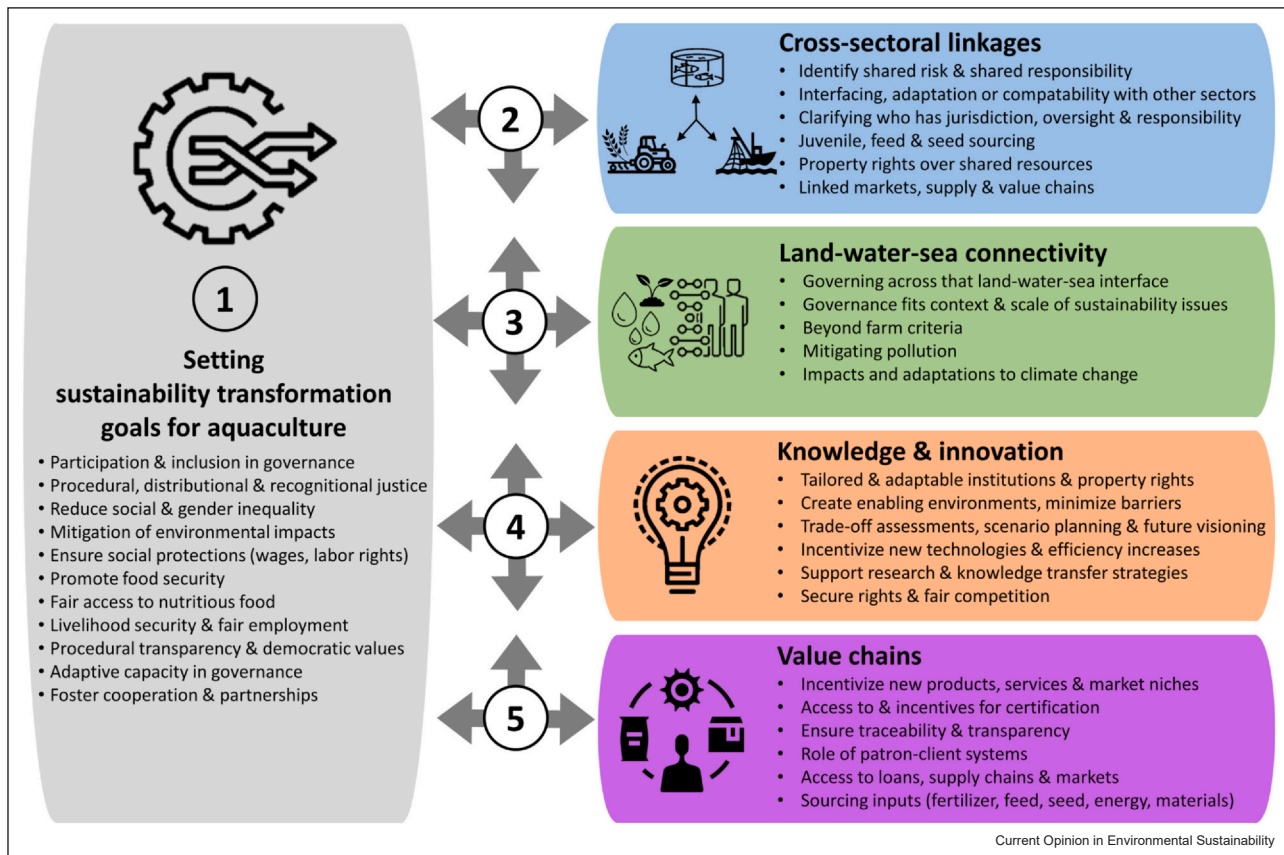 1
Setting
sustainability transformation
goals for aquaculture
• Participation & inclusion in governance
• Procedural, distributional & recognitional justice
• Reduce social & gender inequality
• Mitigation of environmental impacts
• Ensure social protections (wages, labor rights)
• Promote food security
• Fair access to nutritious food
• Livelihood security & fair employment
• Procedural transparency & democratic values
• Adaptive capacity in governance
• Foster cooperation & partnerships
2
Cross-sectoral linkages
• Identify shared risk & shared responsibility
• Interfacing, adaptation or compatability with other sectors
• Clarifying who has jurisdiction, oversight & responsibility
• Juvenile, feed & seed sourcing
• Property rights over shared resources
• Linked markets, supply & value chains
3
Land-water-sea connectivity
• Governing across that land-water-sea interface
• Governance fits context & scale of sustainability issues
• Beyond farm criteria
• Mitigating pollution
• Impacts and adaptations to climate change
4
Knowledge & innovation
• Tailored & adaptable institutions & property rights
• Create enabling environments, minimize barriers
• Trade-off assessments, scenario planning & future visioning
• Incentivize new technologies & efficiency increases
• Support research & knowledge transfer strategies
• Secure rights & fair competition
5
Value chains
• Incentivize new products, services & market niches
• Access to & incentives for certification
• Ensure traceability & transparency
• Role of patron-client systems
• Access to loans, supply chains & markets
• Sourcing inputs (fertilizer, feed, seed, energy, materials)
Current Opinion in Environmental Sustainability